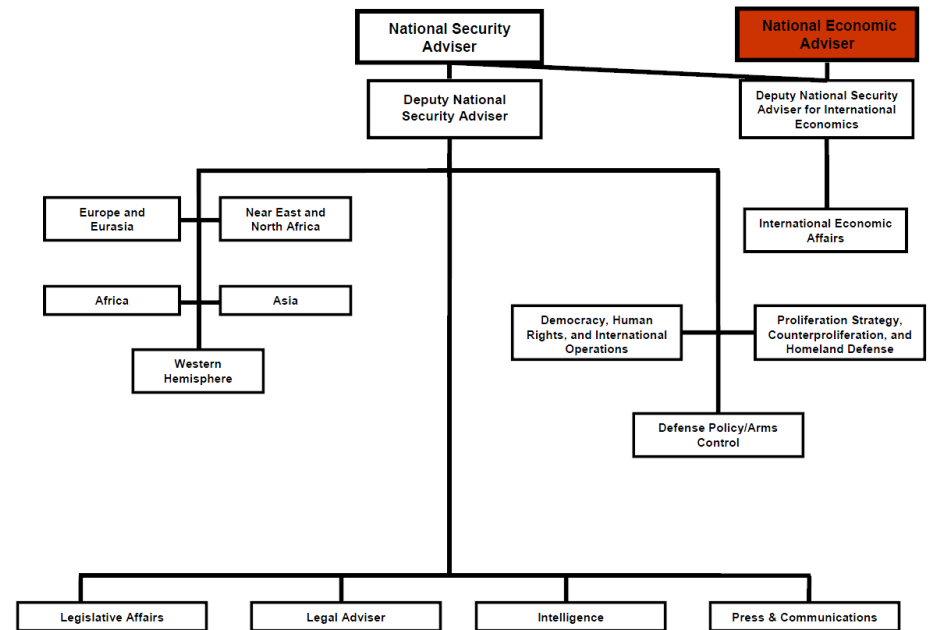 National Security
Adviser
National Economic
Adviser
Deputy National
Security Adviser
Deputy National Security
Adviser for International
Economics
Europe and
Eurasia
Near East and
North Africa
International Economic
Affairs
Africa
Asia
Democracy, Human
Rights, and International
Operations
Proliferation Strategy,
Counterproliferation, and
Homeland Defense
Western
Hemisphere
Defense Policy/Arms
Control
Legislative Affairs
Legal Adviser
Intelligence
Press & Communications